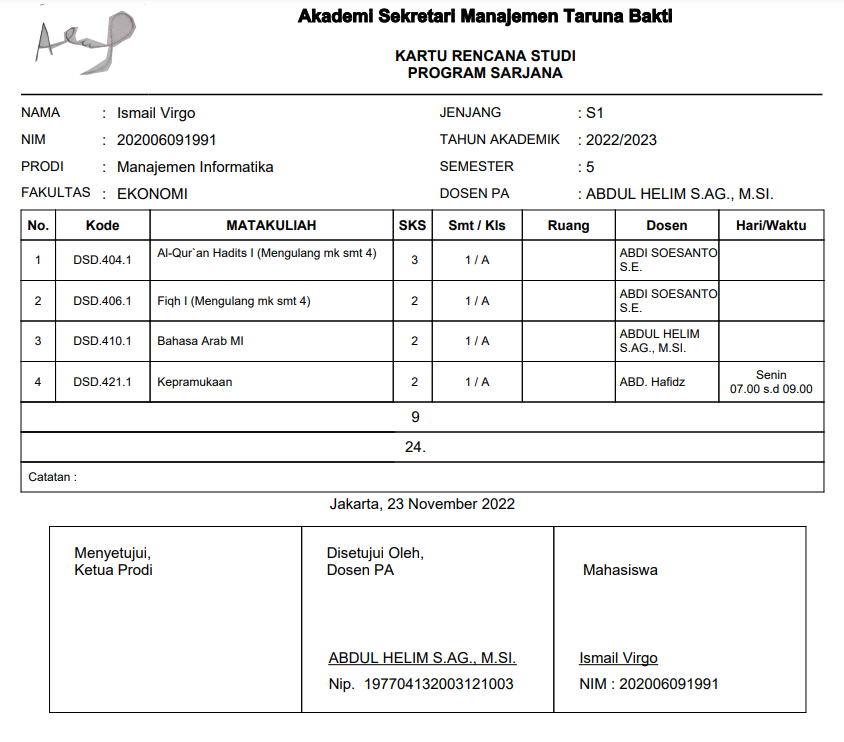 Akademi Sekretari Manajemen Taruna Bakti
KARTU RENCANA STUDI
PROGRAM SARJANA
NAMA : Ismail Virgo JENJANG : S1
NIM : 202006091991 TAHUN AKADEMIK : 2022/2023
PRODI : Manajemen Informatika SEMESTER : 5
FAKULTAS : EKONOMI DOSEN PA : ABDUL HELIM S.AG., M.SI.
No. Kode MATAKULIAH SKS Smt / Kls Ruang Dosen Hari/Waktu
1 DSD.404.1 Al-Qur`an Hadits I (Mengulang mk smt 4) 3 1 / A ABDI SOESANTO
S.E.
2 DSD.406.1 Fiqh I (Mengulang mk smt 4) 2 1 / A ABDI SOESANTO
S.E.
3 DSD.410.1 Bahasa Arab MI 2 1 / A ABDUL HELIM
S.AG., M.SI.
4 DSD.421.1 Kepramukaan 2 1 / A ABD. Hafidz Senin
07.00 s.d 09.00
9
24.
Catatan :
Jakarta, 23 November 2022
Menyetujui,
Ketua Prodi
Disetujui Oleh,
Dosen PA
ABDUL HELIM S.AG., M.SI.
Nip. 197704132003121003
Mahasiswa
Ismail Virgo
NIM : 202006091991